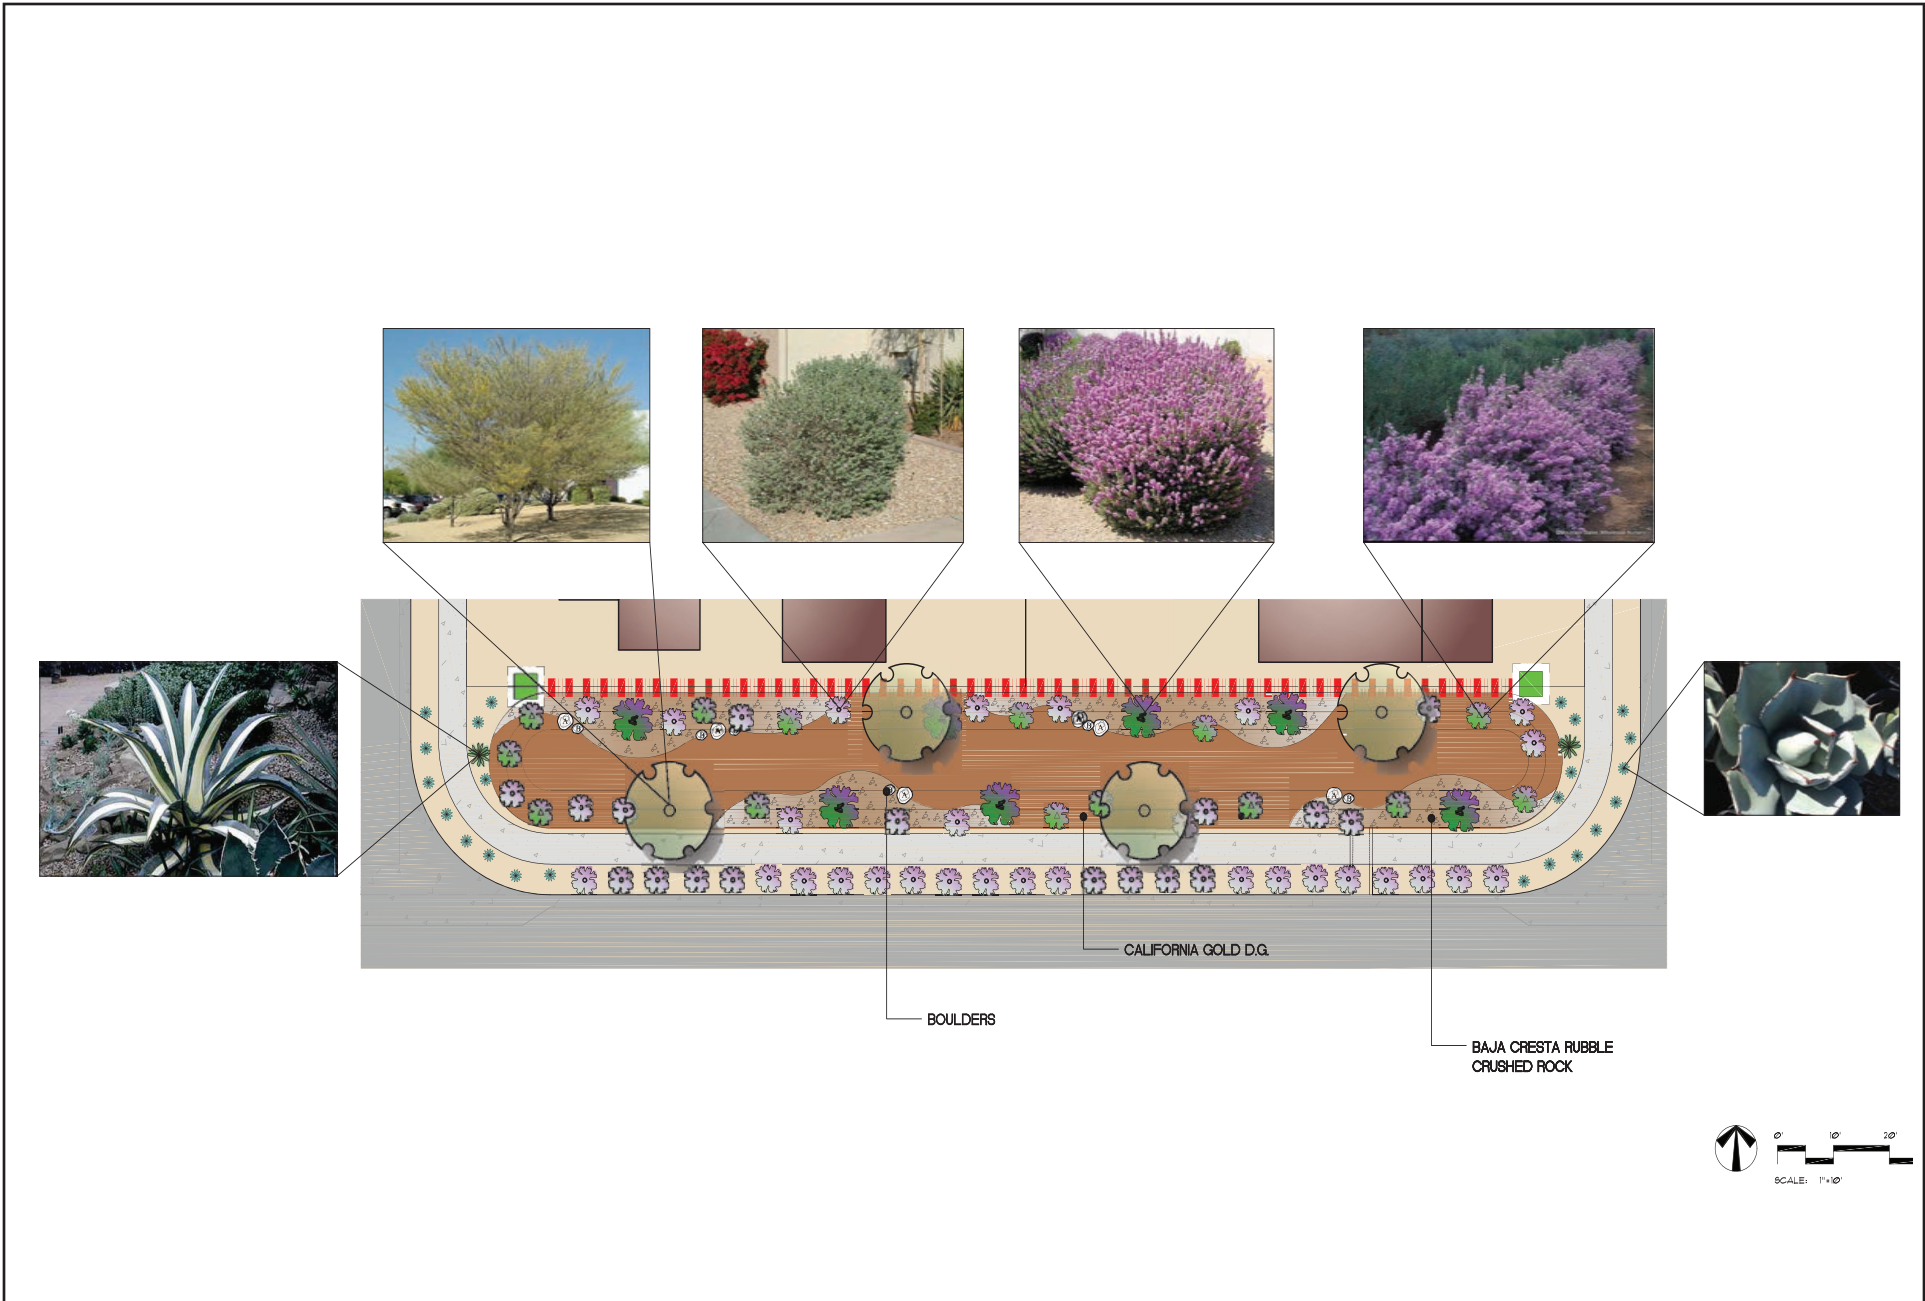 A
B
B
A
A
B
A
A
A
B
CALIFORNIA GOLD D.G.
BOULDERS
BAJA CRESTA RUBBLE
CRUSHED ROCK
0' 10' 20'
SCALE: 1"=10'